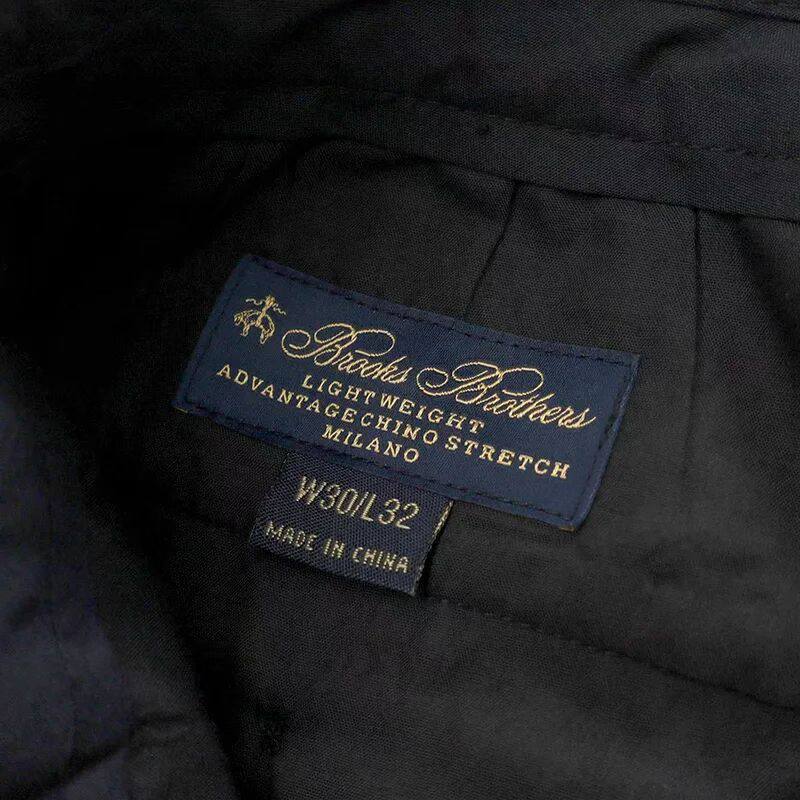 Brooks Brothers
LIGHTWEIGHT
ADVANTAGE CHINO STRETCH
MILANO
W30/L32
MADE IN CHINA